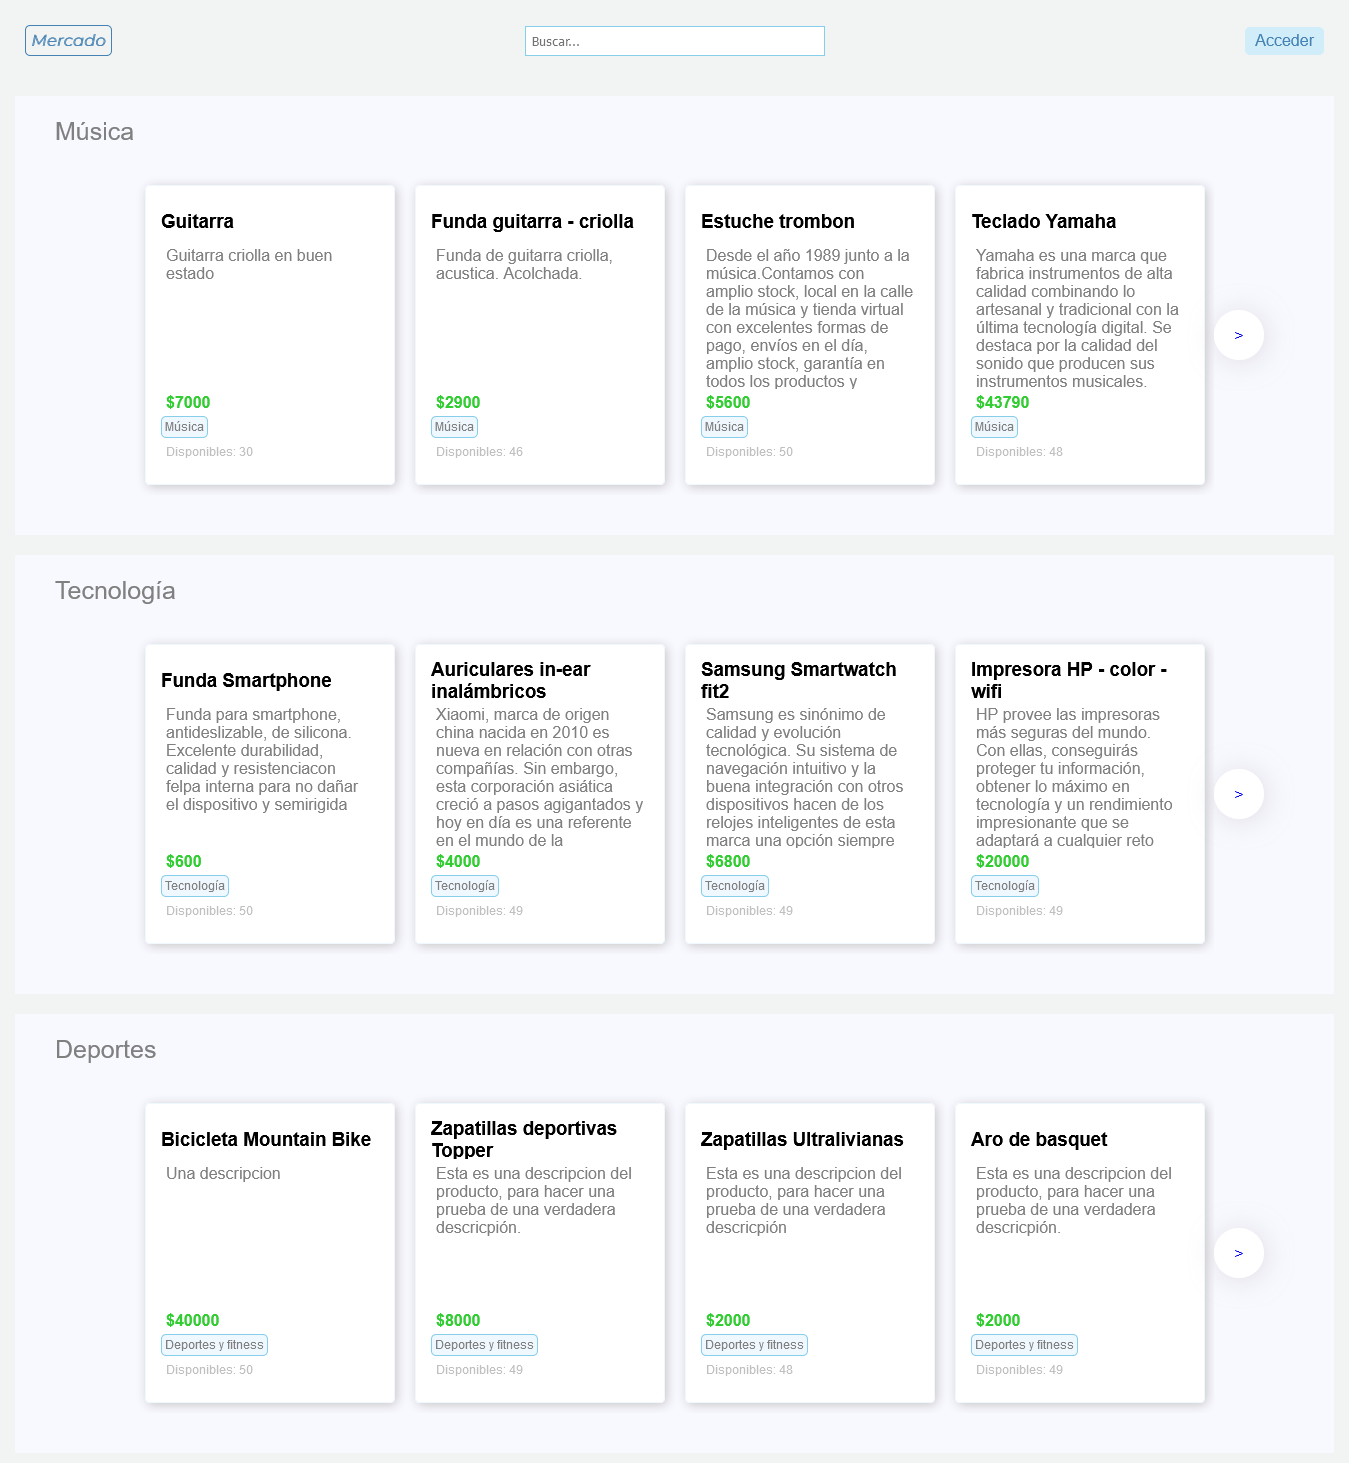 Mercado
Buscar...
Acceder
Música
Guitarra
Guitarra criolla en buen
estado
$7000
Música
Disponibles: 30
Funda guitarra - criolla
Funda de guitarra criolla,
acustica. Acolchada.
$2900
Música
Disponibles: 46
Estuche trombon
Desde el año 1989 junto a la
música.Contamos con
amplio stock, local en la calle
de la música y tienda virtual
con excelentes formas de
pago, envíos en el día,
amplio stock, garantía en
todos los productos y
$5600
Música
Disponibles: 50
Teclado Yamaha
Yamaha es una marca que
fabrica instrumentos de alta
calidad combinando lo
artesanal y tradicional con la
última tecnología digital. Se
destaca por la calidad del
sonido que producen sus
instrumentos musicales.
$43790
Música
Disponibles: 48
>
Tecnología
Funda Smartphone
Funda para smartphone,
antideslizable, de silicona.
Excelente durabilidad,
calidad y resistenciacon
felpa interna para no dañar
el dispositivo y semirigida
$600
Tecnología
Disponibles: 50
Auriculares in-ear
inalámbricos
Xiaomi, marca de origen
china nacida en 2010 es
nueva en relación con otras
compañías. Sin embargo,
esta corporación asiática
creció a pasos agigantados y
hoy en día es una referente
en el mundo de la
$4000
Tecnología
Disponibles: 49
Samsung Smartwatch
fit2
Samsung es sinónimo de
calidad y evolución
tecnológica. Su sistema de
navegación intuitivo y la
buena integración con otros
dispositivos hacen de los
relojes inteligentes de esta
marca una opción siempre
$6800
Tecnología
Disponibles: 49
Impresora HP - color -
wifi
HP provee las impresoras
más seguras del mundo.
Con ellas, conseguirás
proteger tu información,
obtener lo máximo en
tecnología y un rendimiento
impresionante que se
adaptará a cualquier reto
$20000
Tecnología
Disponibles: 49
>
Deportes
Bicicleta Mountain Bike
Una descripcion
$40000
Deportes y fitness
Disponibles: 50
Zapatillas deportivas
Topper
Esta es una descripcion del
producto, para hacer una
prueba de una verdadera
descricpión.
$8000
Deportes y fitness
Disponibles: 49
Zapatillas Ultralivianas
Esta es una descripcion del
producto, para hacer una
prueba de una verdadera
descricpión
$2000
Deportes y fitness
Disponibles: 48
Aro de basquet
Esta es una descripcion del
producto, para hacer una
prueba de una verdadera
descricpión.
$2000
Deportes y fitness
Disponibles: 49
>